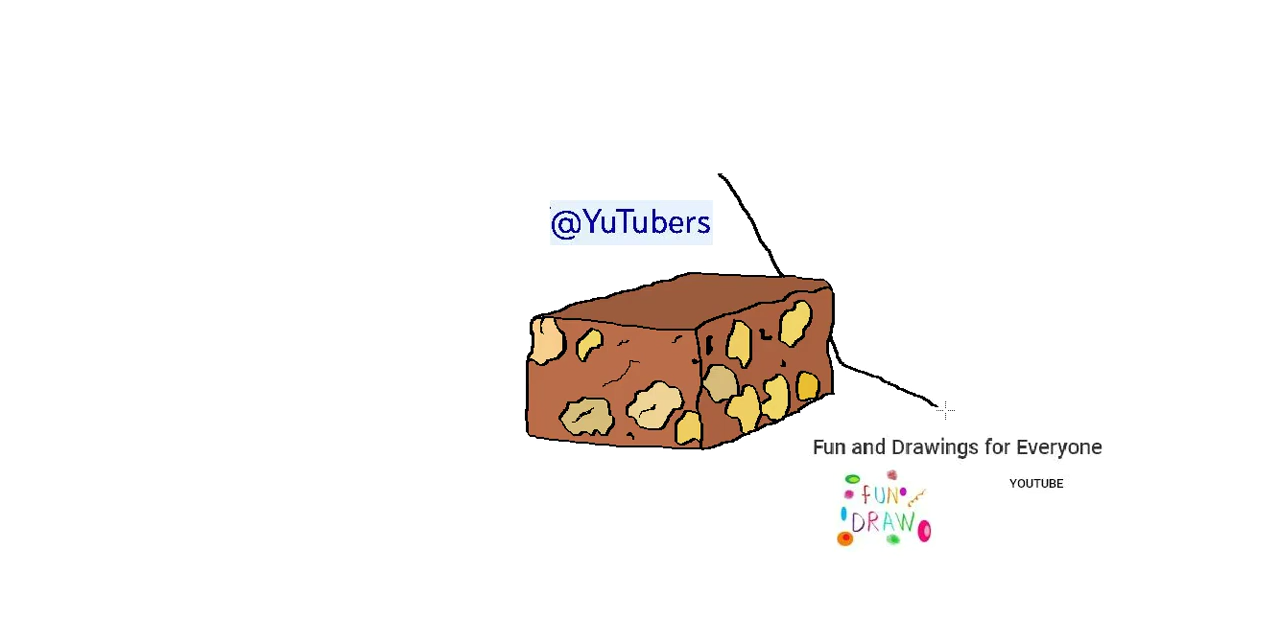 @YuTubers
Fun and Drawings for Everyone
YOUTUBE
FUN
DRAW